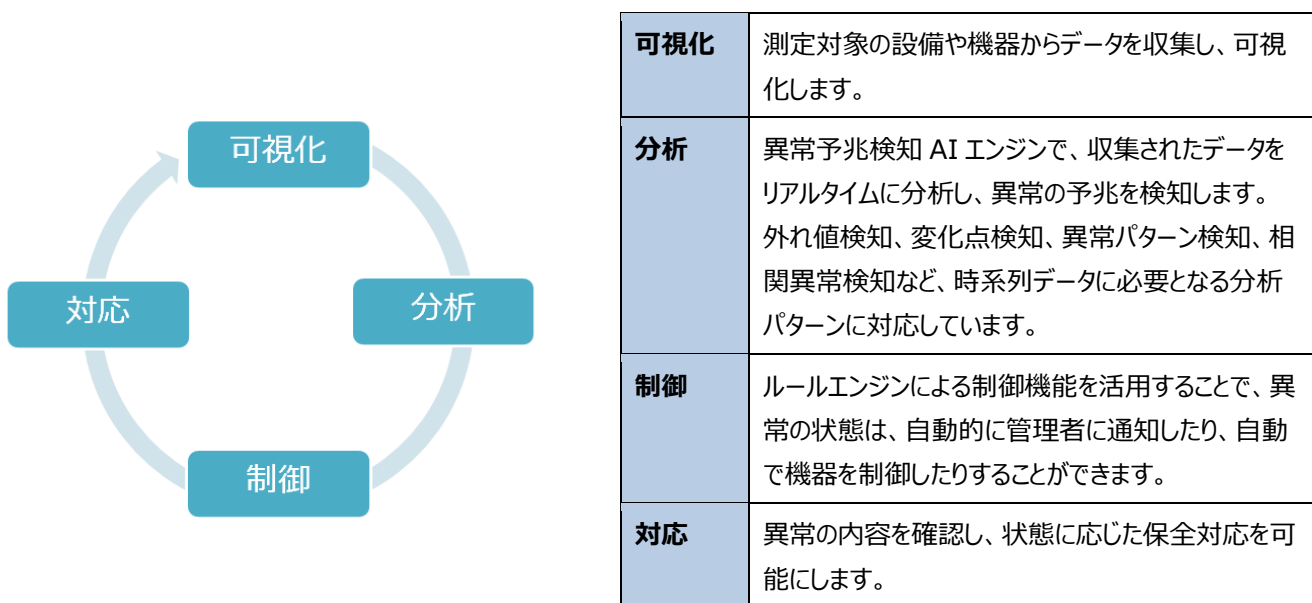 可視化
分析
制御
対応
可視化
測定対象の設備や機器からデータを収集し、可視
化します。
分析
異常予兆検知 AI エンジンで、収集されたデータを
リアルタイムに分析し、異常の予兆を検知します。
外れ値検知、変化点検知、異常パターン検知、相
関異常検知など、時系列データに必要となる分析
パターンに対応しています。
制御
ルールエンジンによる制御機能を活用することで、異
常の状態は、自動的に管理者に通知したり、自動
で機器を制御したりすることができます。
対応
異常の内容を確認し、状態に応じた保全対応を可
能にします。